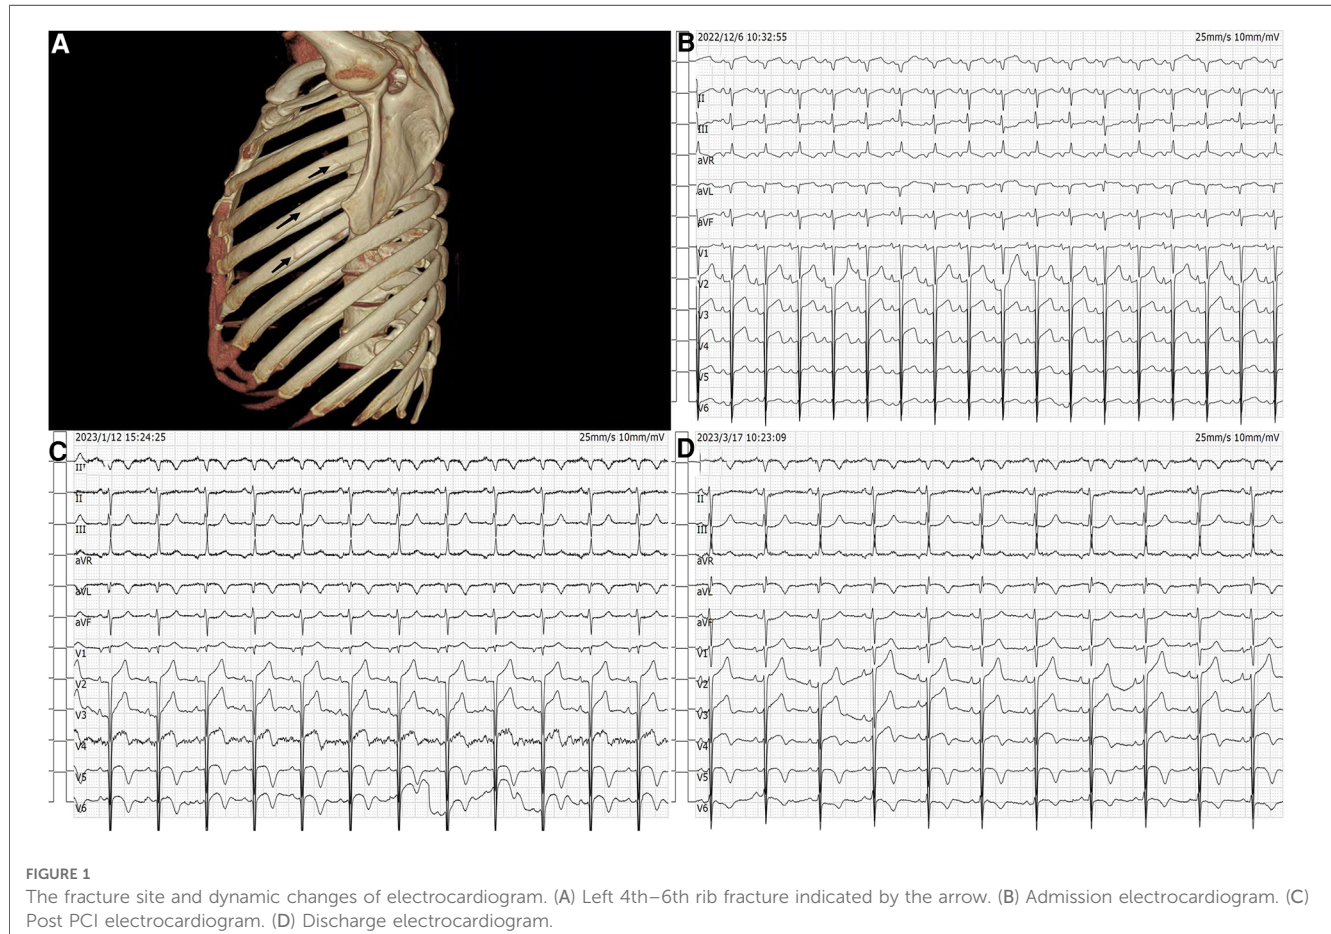 A
B
2022/12/6 10:32:55
25mm/s 10mm/mV
II
III
aVR
aVL
aVF
V1
V2
V3
V4
V5
V6
C
2023/1/12 15:24:25
25mm/s 10mm/mV
II
III
aVR
aVL
aVF
V1
V2
V3
V4
V5
V6
D
2023/3/17 10:23:09
25mm/s 10mm/mV
II
III
aVR
aVL
aVF
V1
V2
V3
V4
V5
V6
FIGURE 1
The fracture site and dynamic changes of electrocardiogram. (A) Left 4th–6th rib fracture indicated by the arrow. (B) Admission electrocardiogram. (C)
Post PCI electrocardiogram. (D) Discharge electrocardiogram.